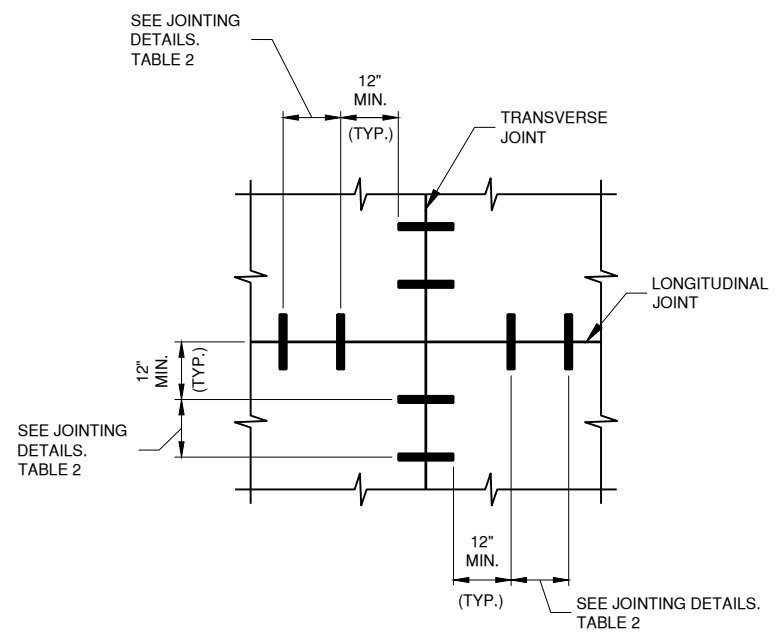 SEE JOINTING
DETAILS.
TABLE 2
12"
MIN.
(TYP.)
TRANSVERSE
JOINT
LONGITUDINAL
JOINT
12"
MIN.
(TYP.)
SEE JOINTING
DETAILS.
TABLE 2
12"
MIN.
(TYP.)
SEE JOINTING DETAILS.
TABLE 2